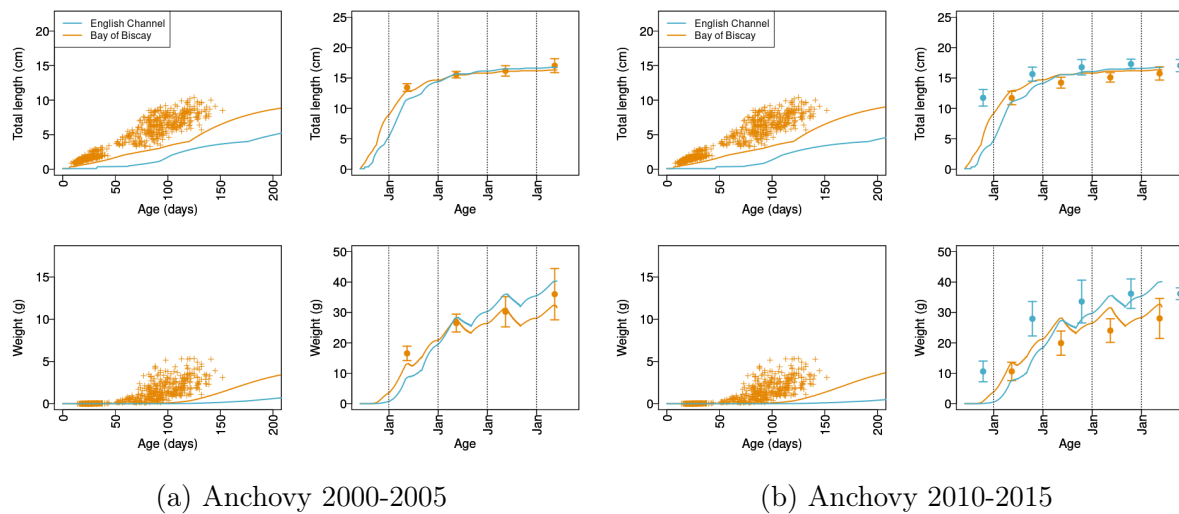 English Channel
Bay of Biscay
Total length (cm)
0
5
10
15
20
0
50
100
150
200
Age (days)
Total length (cm)
0
5
10
15
20
25
Jan
Jan
Jan
Jan
Age
English Channel
Bay of Biscay
Total length (cm)
0
5
10
15
20
0
50
100
150
200
Age (days)
Total length (cm)
0
5
10
15
20
25
Jan
Jan
Jan
Jan
Age
Weight (g)
0
5
10
15
0
50
100
150
200
Age (days)
Weight (g)
0
10
20
30
40
50
Jan
Jan
Jan
Jan
Age
Weight (g)
0
5
10
15
0
50
100
150
200
Age (days)
Weight (g)
0
10
20
30
40
50
Jan
Jan
Jan
Jan
Age
(a) Anchovy 2000-2005
(b) Anchovy 2010-2015